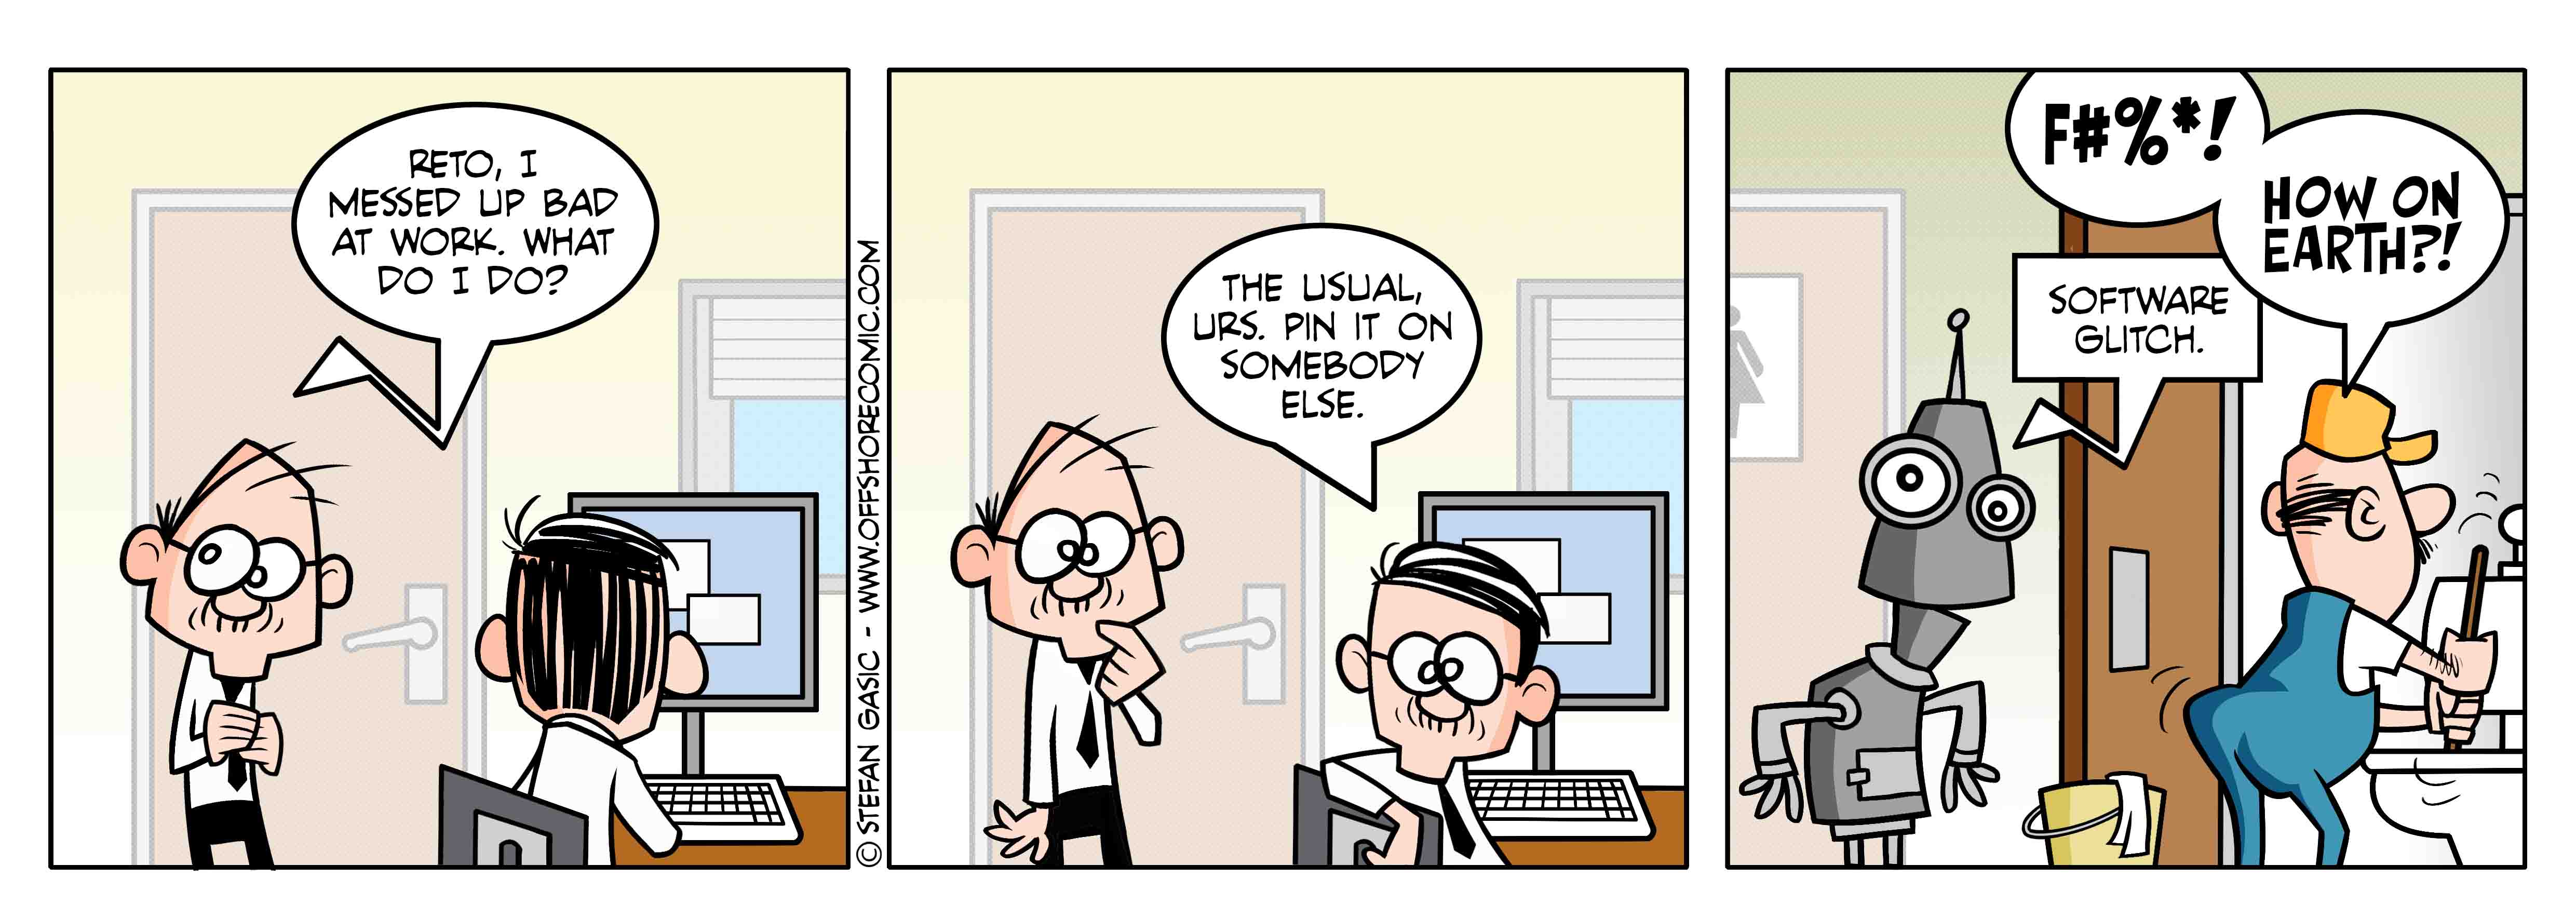 RETO, I
MESSED UP BAD
AT WORK. WHAT
DO I DO?
© STEFAN GASIC - WWW.OFFSHORECOMIC.COM
THE USUAL,
URS. PIN IT ON
SOMEBODY
ELSE.
F#%*!
HOW ON
EARTH?!
SOFTWARE
GLITCH.